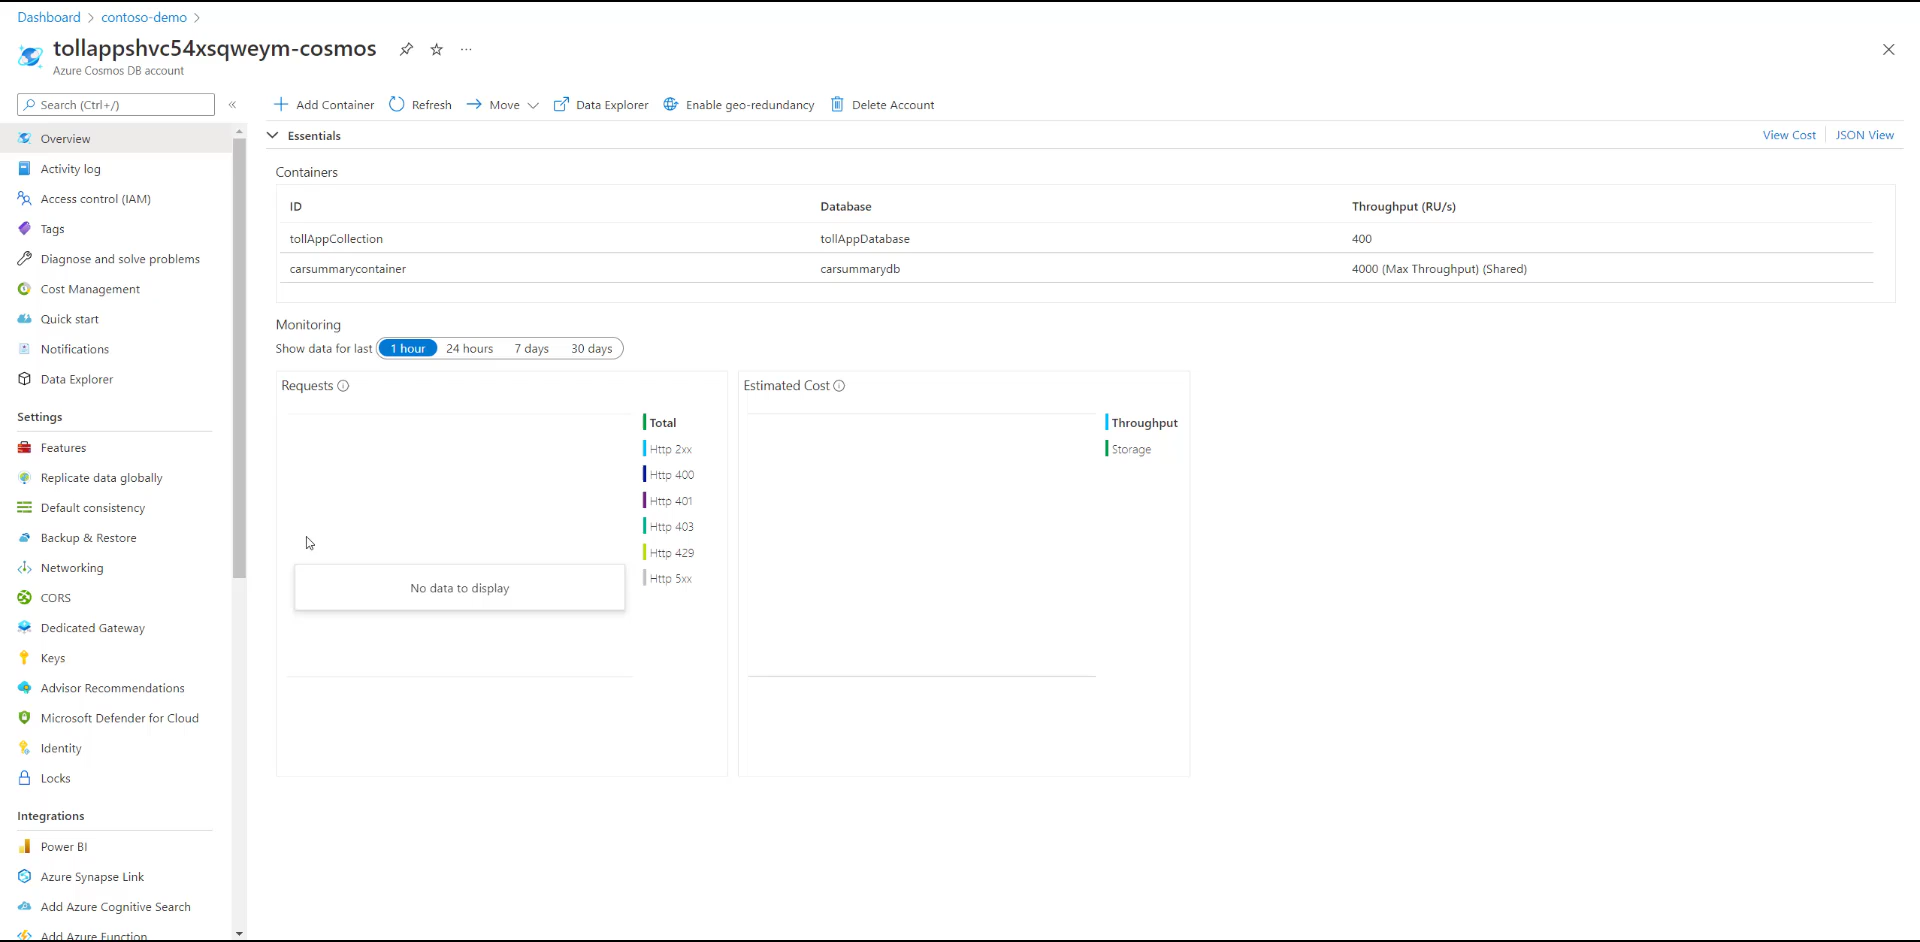 Dashboard > contoso-demo >
tollappshvc54xsqweym-cosmos ...
Azure Cosmos DB account
Search (Ctrl+/) «
Add Container Refresh Move Data Explorer Enable geo-redundancy Delete Account
Overview
Activity log
Access control (IAM)
Tags
Diagnose and solve problems
Cost Management
Quick start
Notifications
Data Explorer
Settings
Features
Replicate data globally
Default consistency
Backup & Restore
Networking
CORS
Dedicated Gateway
Keys
Advisor Recommendations
Microsoft Defender for Cloud
Identity
Locks
Integrations
Power BI
Azure Synapse Link
Add Azure Cognitive Search
Add Azure Function
Essentials View Cost JSON View
Containers
ID Database Throughput (RU/s)
tollAppCollection tollAppDatabase 400
carsummarycontainer carsummarydb 4000 (Max Throughput) (Shared)
Monitoring
Show data for last 1 hour 24 hours 7 days 30 days
Requests
Total
Http 2xx
Http 400
Http 401
Http 403
Http 429
Http 5xx
No data to display
Estimated Cost
Throughput
Storage